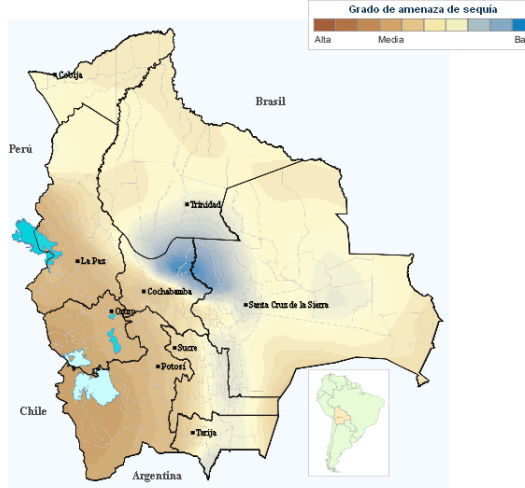 Grado de amenaza de sequía
Alta
Media
Ba
Cobija
Brasil
Perú
Trinidad
La Paz
Cochabamba
Santa Cruz de la Sierra
Oruro
Sucre
Potosí
Chile
Tarija
Argentina